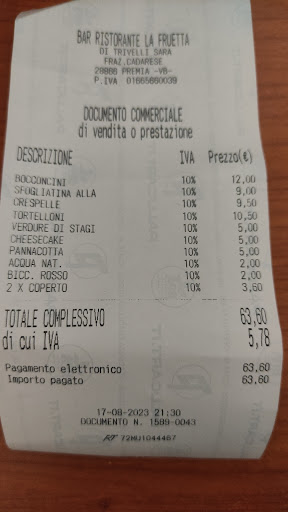 BAR RISTORANTE LA FRUETTA
DI TRIVELLI SARA
FRAZ.CADARESE
28866 PREMIA -VB-
P.IVA 01665660039
DOCUMENTO COMMERCIALE
di vendita o prestazione
DESCRIZIONE IVA Prezzo(€)
BOCCONCINI 10% 12,00
SFOGLIATINA ALLA 10% 9,00
CRESPELLE 10% 9,50
TORTELLONI 10% 10,50
VERDURE DI STAGI 10% 5,00
CHEESECAKE 10% 5,00
PANNACOTTA 10% 5,00
ACQUA NAT. 10% 2,00
BICC. ROSSO 10% 2,00
2 X COPERTO 10% 3,60
TOTALE COMPLESSIVO 63,60
di cui IVA 5,78
Pagamento elettronico 63,60
Importo pagato 63,60
17-08-2023 21:30
DOCUMENTO N. 1589-0043
RT 72MU1044467